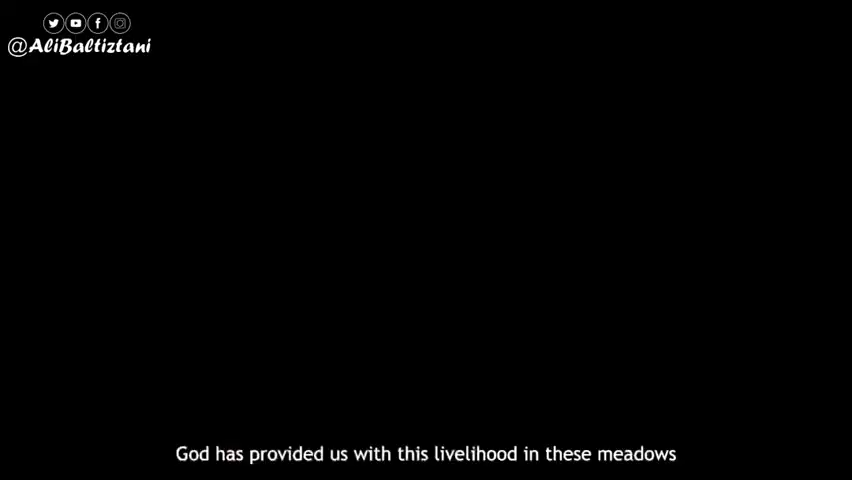 @AliBaltiztani
God has provided us with this livelihood in these meadows